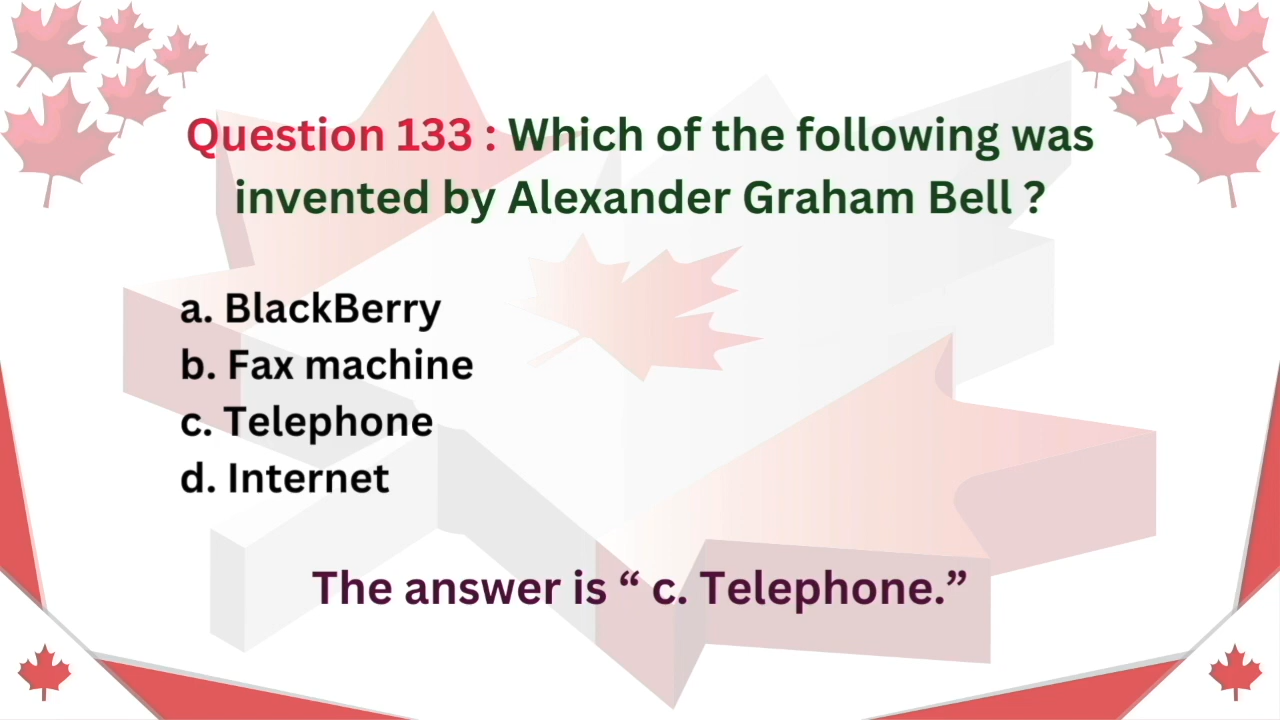 Question 133 : Which of the following was
invented by Alexander Graham Bell ?
a. BlackBerry
b. Fax machine
c. Telephone
d. Internet
The answer is “ c. Telephone.”